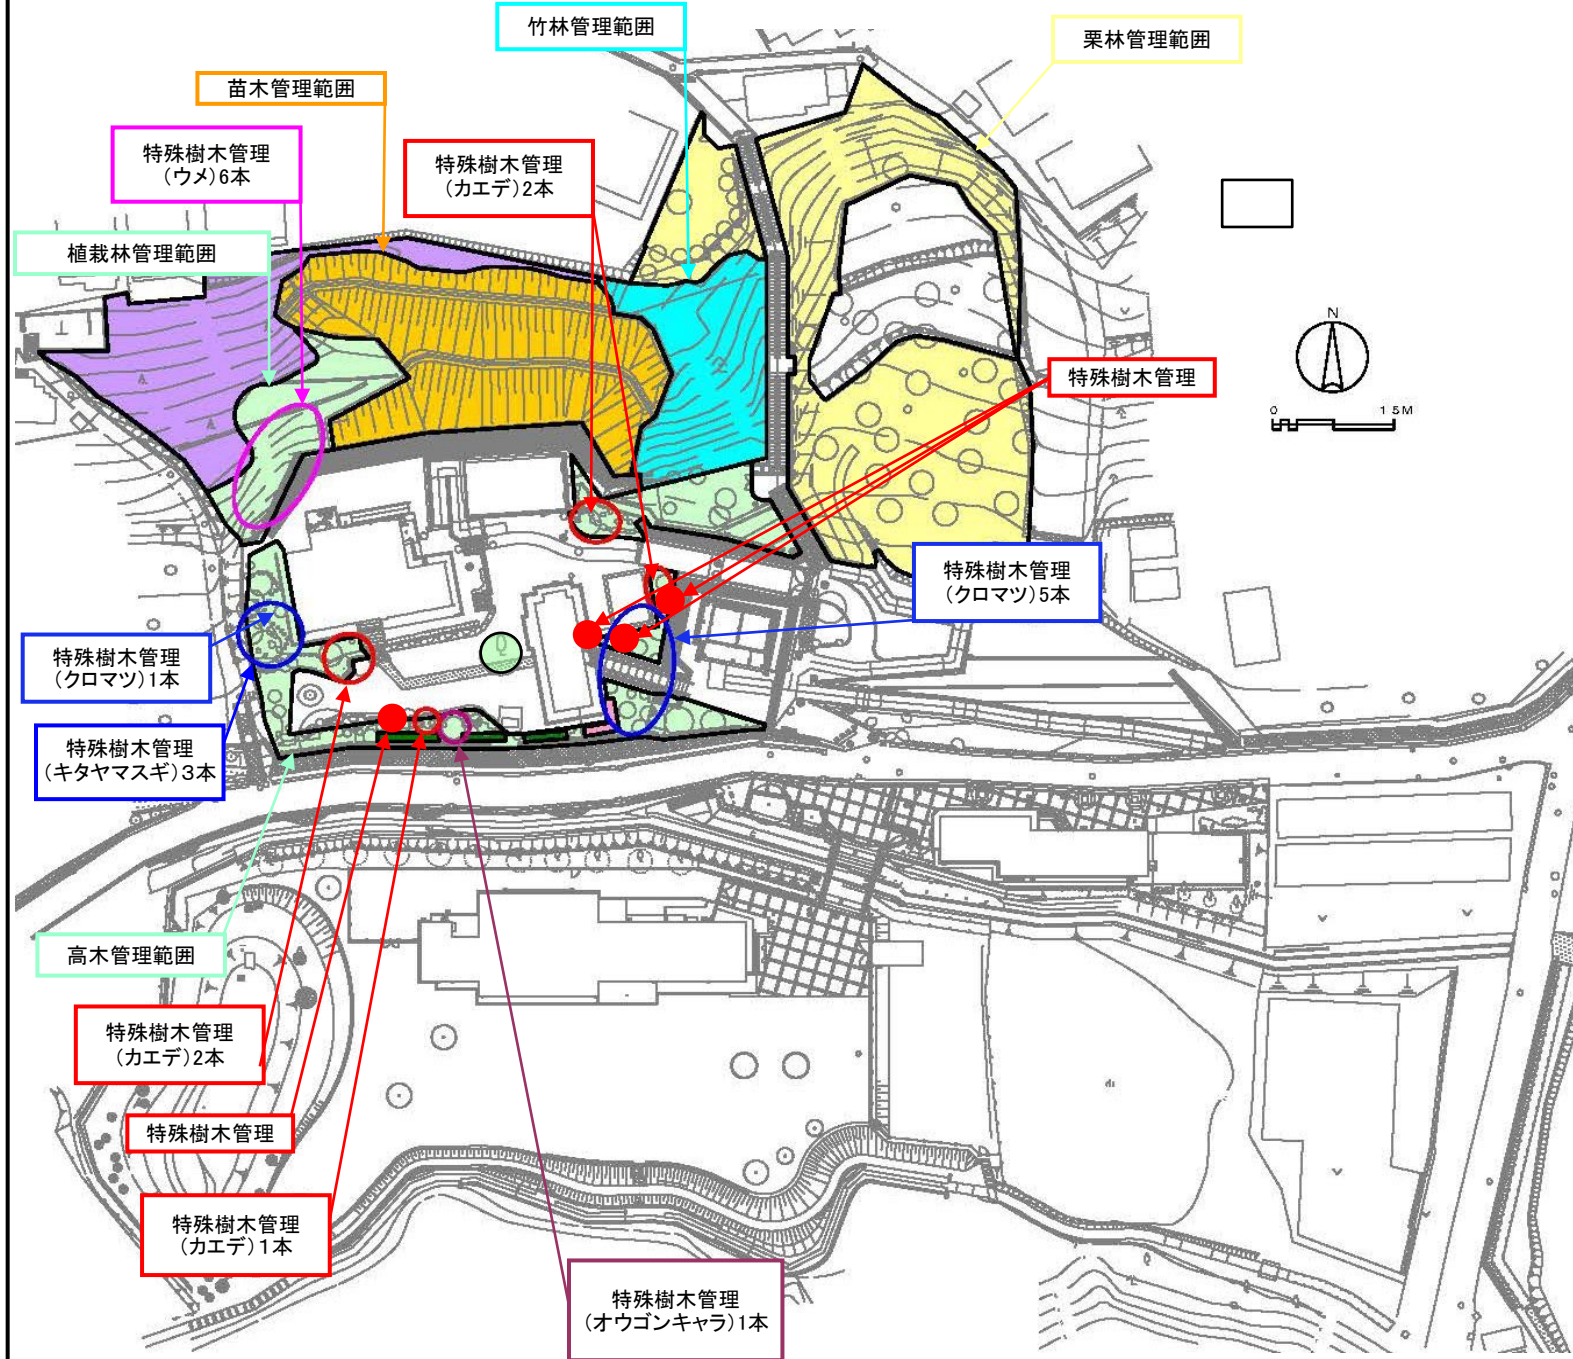 竹林管理範囲
栗林管理範囲
苗木管理範囲
特殊樹木管理
(ウメ)6本
特殊樹木管理
(カエデ)2本
植栽林管理範囲
N
0 15M
特殊樹木管理
特殊樹木管理
(クロマツ)5本
特殊樹木管理
(クロマツ)1本
特殊樹木管理
(キタヤマスギ)3本
高木管理範囲
特殊樹木管理
(カエデ)2本
特殊樹木管理
特殊樹木管理
(カエデ)1本
特殊樹木管理
(オウゴンキャラ)1本